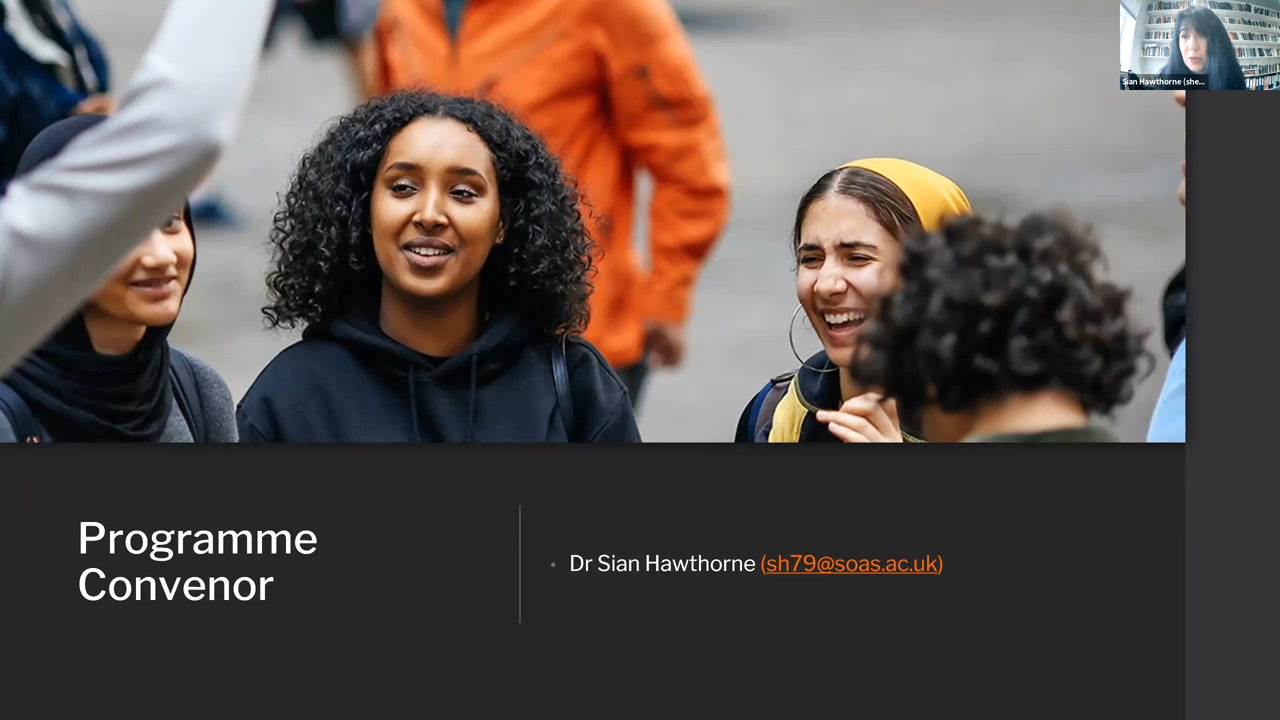 Sian Hawthorne (she...
Programme
Convenor
• Dr Sian Hawthorne (sh79@soas.ac.uk)